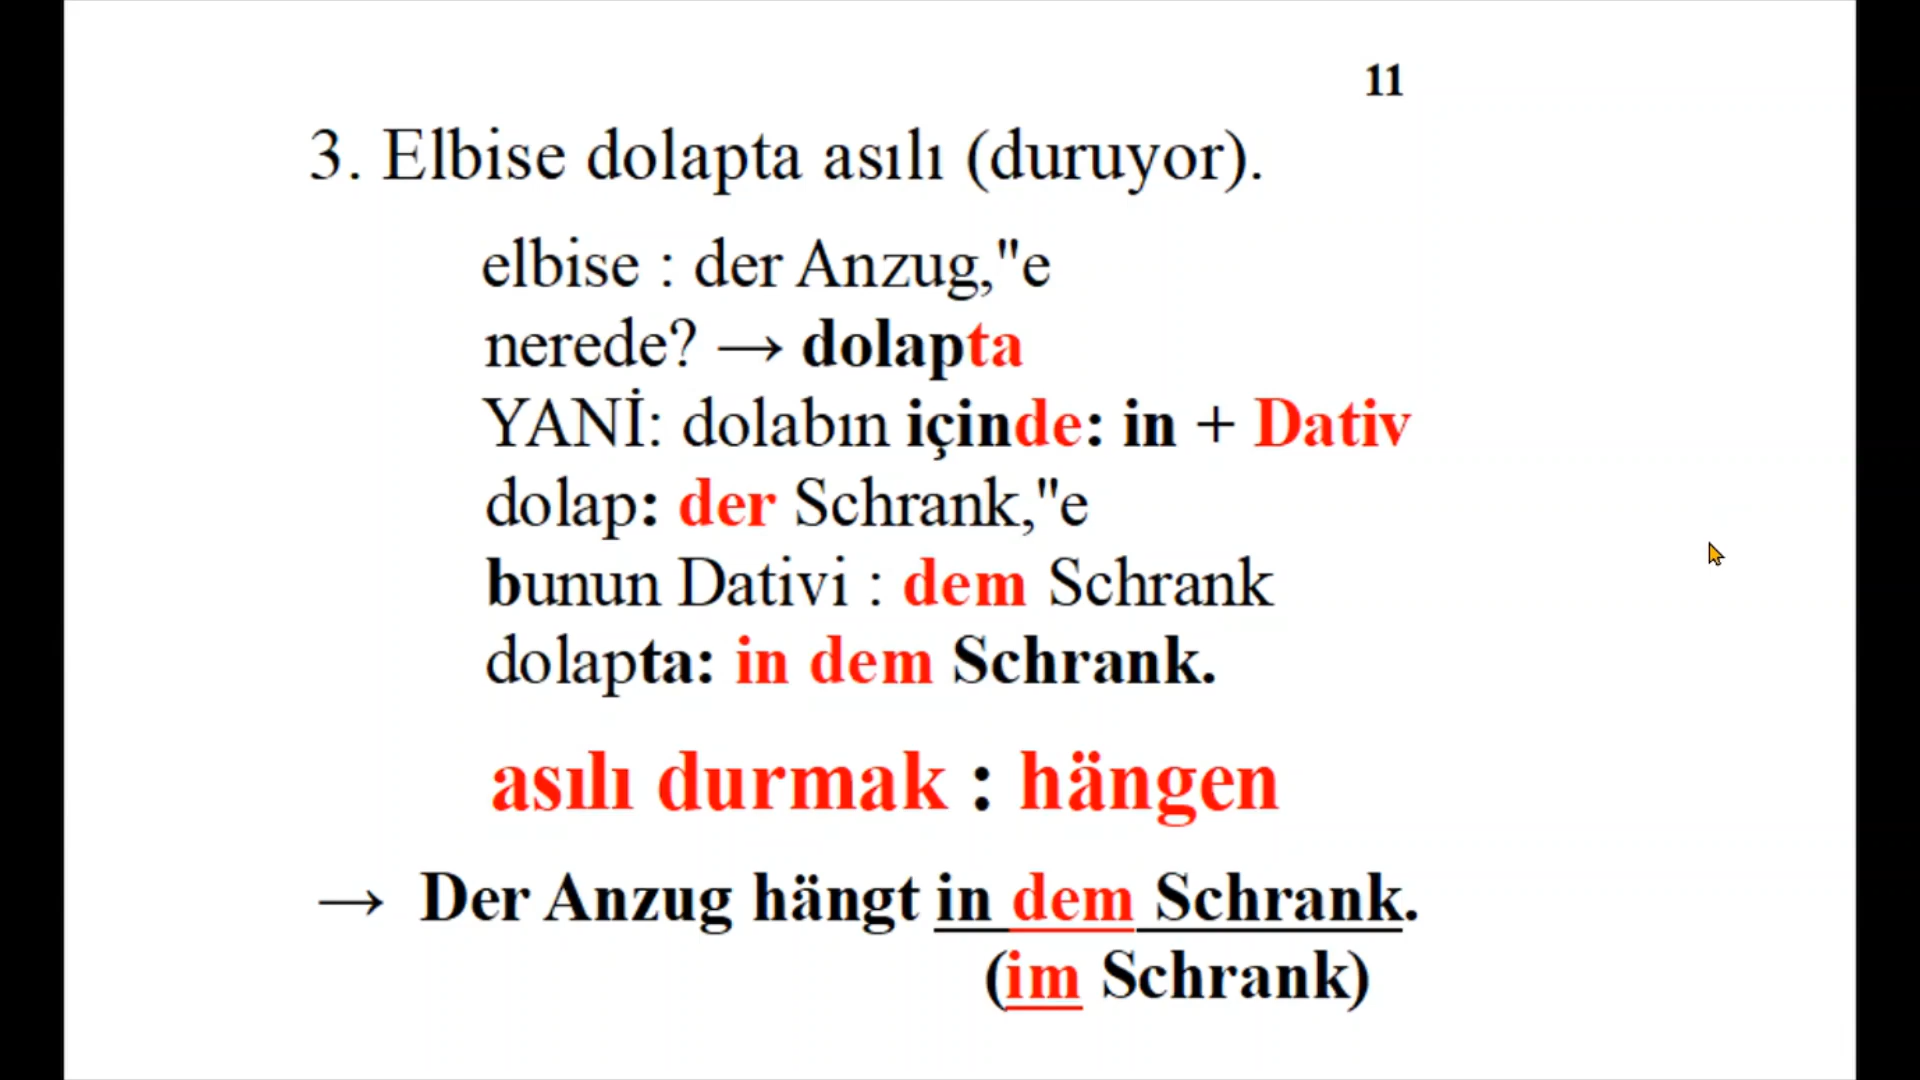 11
3. Elbise dolapta asılı (duruyor).
elbise : der Anzug,"e
nerede? → dolapta
YANİ: dolabın içinde: in + Dativ
dolap: der Schrank,"e
bunun Dativi : dem Schrank
dolapta: in dem Schrank.
asılı durmak : hängen
→ Der Anzug hängt in dem Schrank.
(im Schrank)